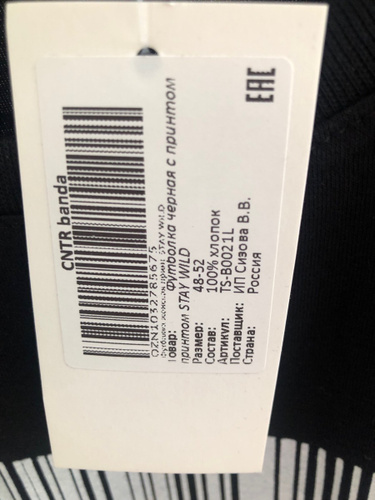 CNTR banda
OZN1032785675
футболка женская принт STAY WILD
Товар: Футболка черная с принтом
принтом STAY WILD
Размер: 48-52
Состав: 100% хлопок
Артикул: TS-B0021L
Поставщик: ИП Сизова В.В.
Страна: Россия
EAC